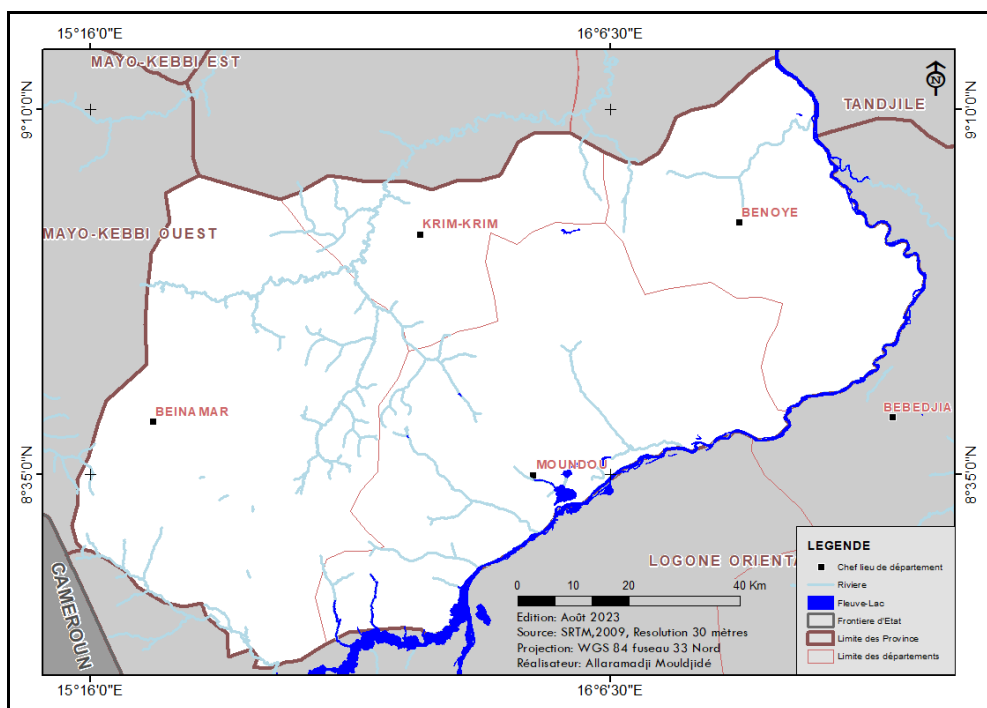 15°16'0"E 16°6'30"E
MAYO-KEBBI EST
N
TANDJILE
9°10'0"N 9°10'0"N
KRIM-KRIM
BENOYE
MAYO-KEBBI OUEST
BEINAMAR
BEBEDJIA
MOUNDOU
8°35'0"N 8°35'0"N
LOGONE ORIENTA
CAMEROUN
0 10 20 40 Km
Edition: Août 2023
Source: SRTM,2009, Resolution 30 mètres
Projection: WGS 84 fuseau 33 Nord
Réalisateur: Allaramadji Mouldjidé
LEGENDE
Chef lieu de département
Riviere
Fleuve-Lac
Frontiere d'Etat
Limite des Province
Limite des départements
15°16'0"E 16°6'30"E